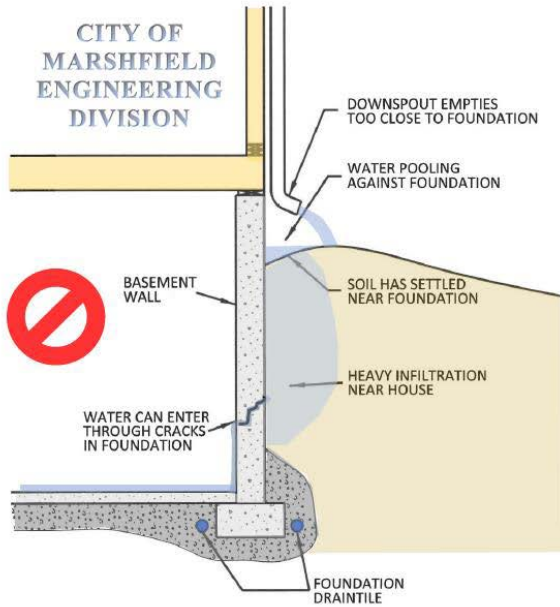 CITY OF
MARSHFIELD
ENGINEERING
DIVISION
DOWNSPOUT EMPTIES
TOO CLOSE TO FOUNDATION
WATER POOLING
AGAINST FOUNDATION
BASEMENT
WALL
SOIL HAS SETTLED
NEAR FOUNDATION
HEAVY INFILTRATION
NEAR HOUSE
WATER CAN ENTER
THROUGH CRACKS
IN FOUNDATION
FOUNDATION
DRAINTILE